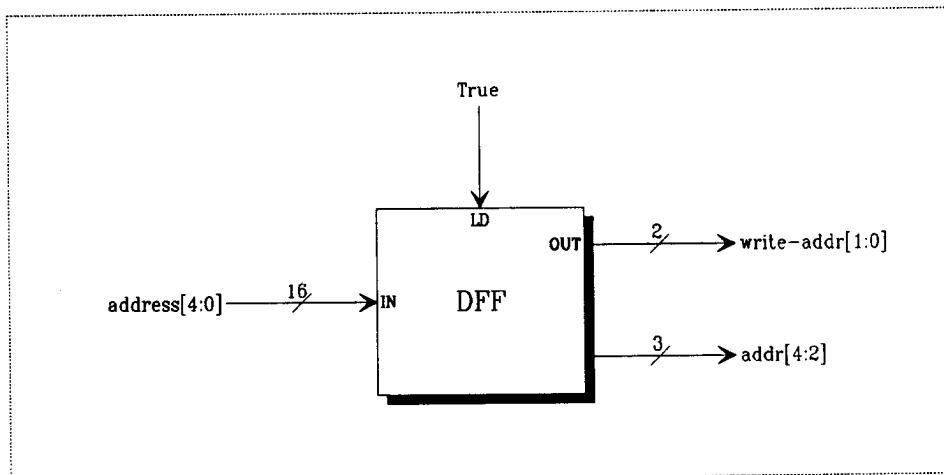 True
LD
OUT
2
write-addr[1:0]
address[4:0]
16
IN
DFF
3
addr[4:2]